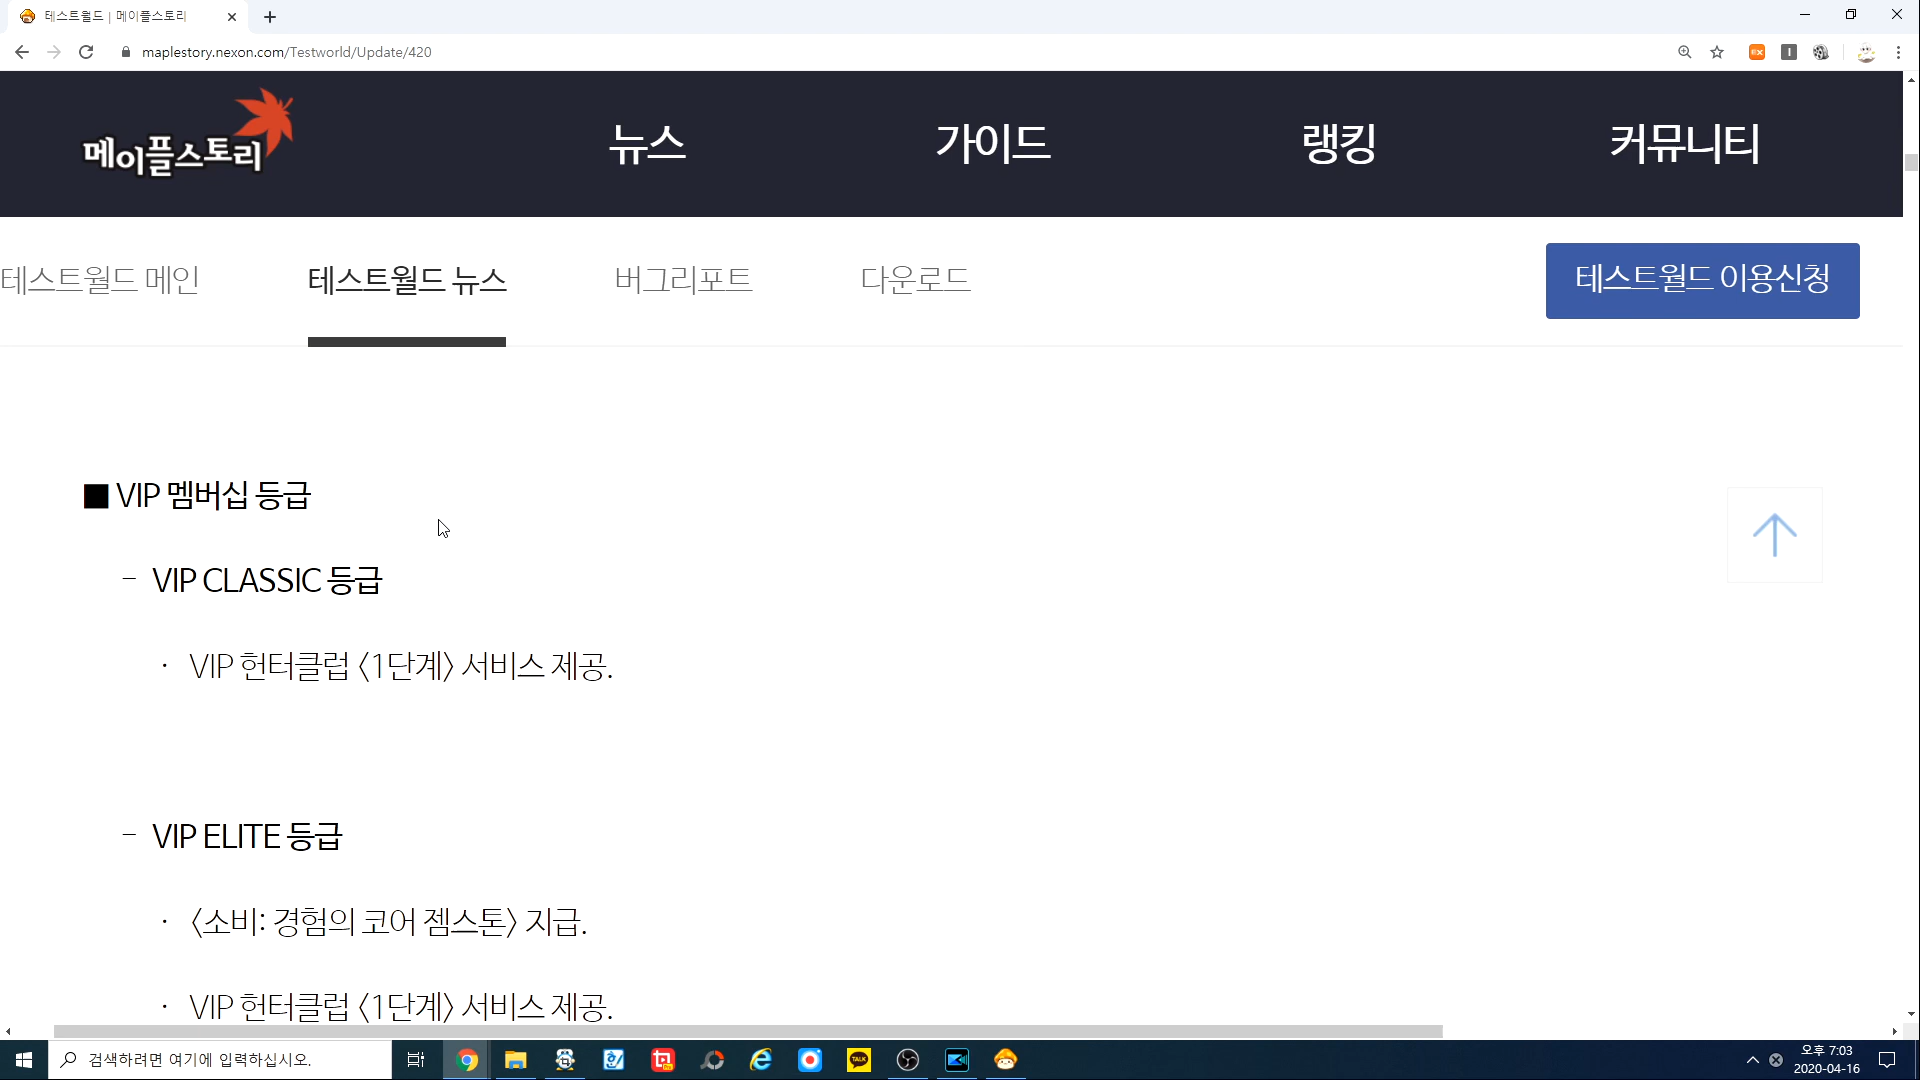 테스트월드 | 메이플스토리
maplestory.nexon.com/Testworld/Update/420
메이플스토리
뉴스
가이드
랭킹
커뮤니티
테스트월드 메인
테스트월드 뉴스
버그리포트
다운로드
테스트월드 이용신청
■ VIP 멤버십 등급
- VIP CLASSIC 등급
· VIP 헌터클럽 <1단계> 서비스 제공.
- VIP ELITE 등급
· <소비: 경험의 코어 젬스톤> 지급.
· VIP 헌터클럽 <1단계> 서비스 제공.
검색하려면 여기에 입력하십시오.
TALK
오후 7:03
2020-04-16